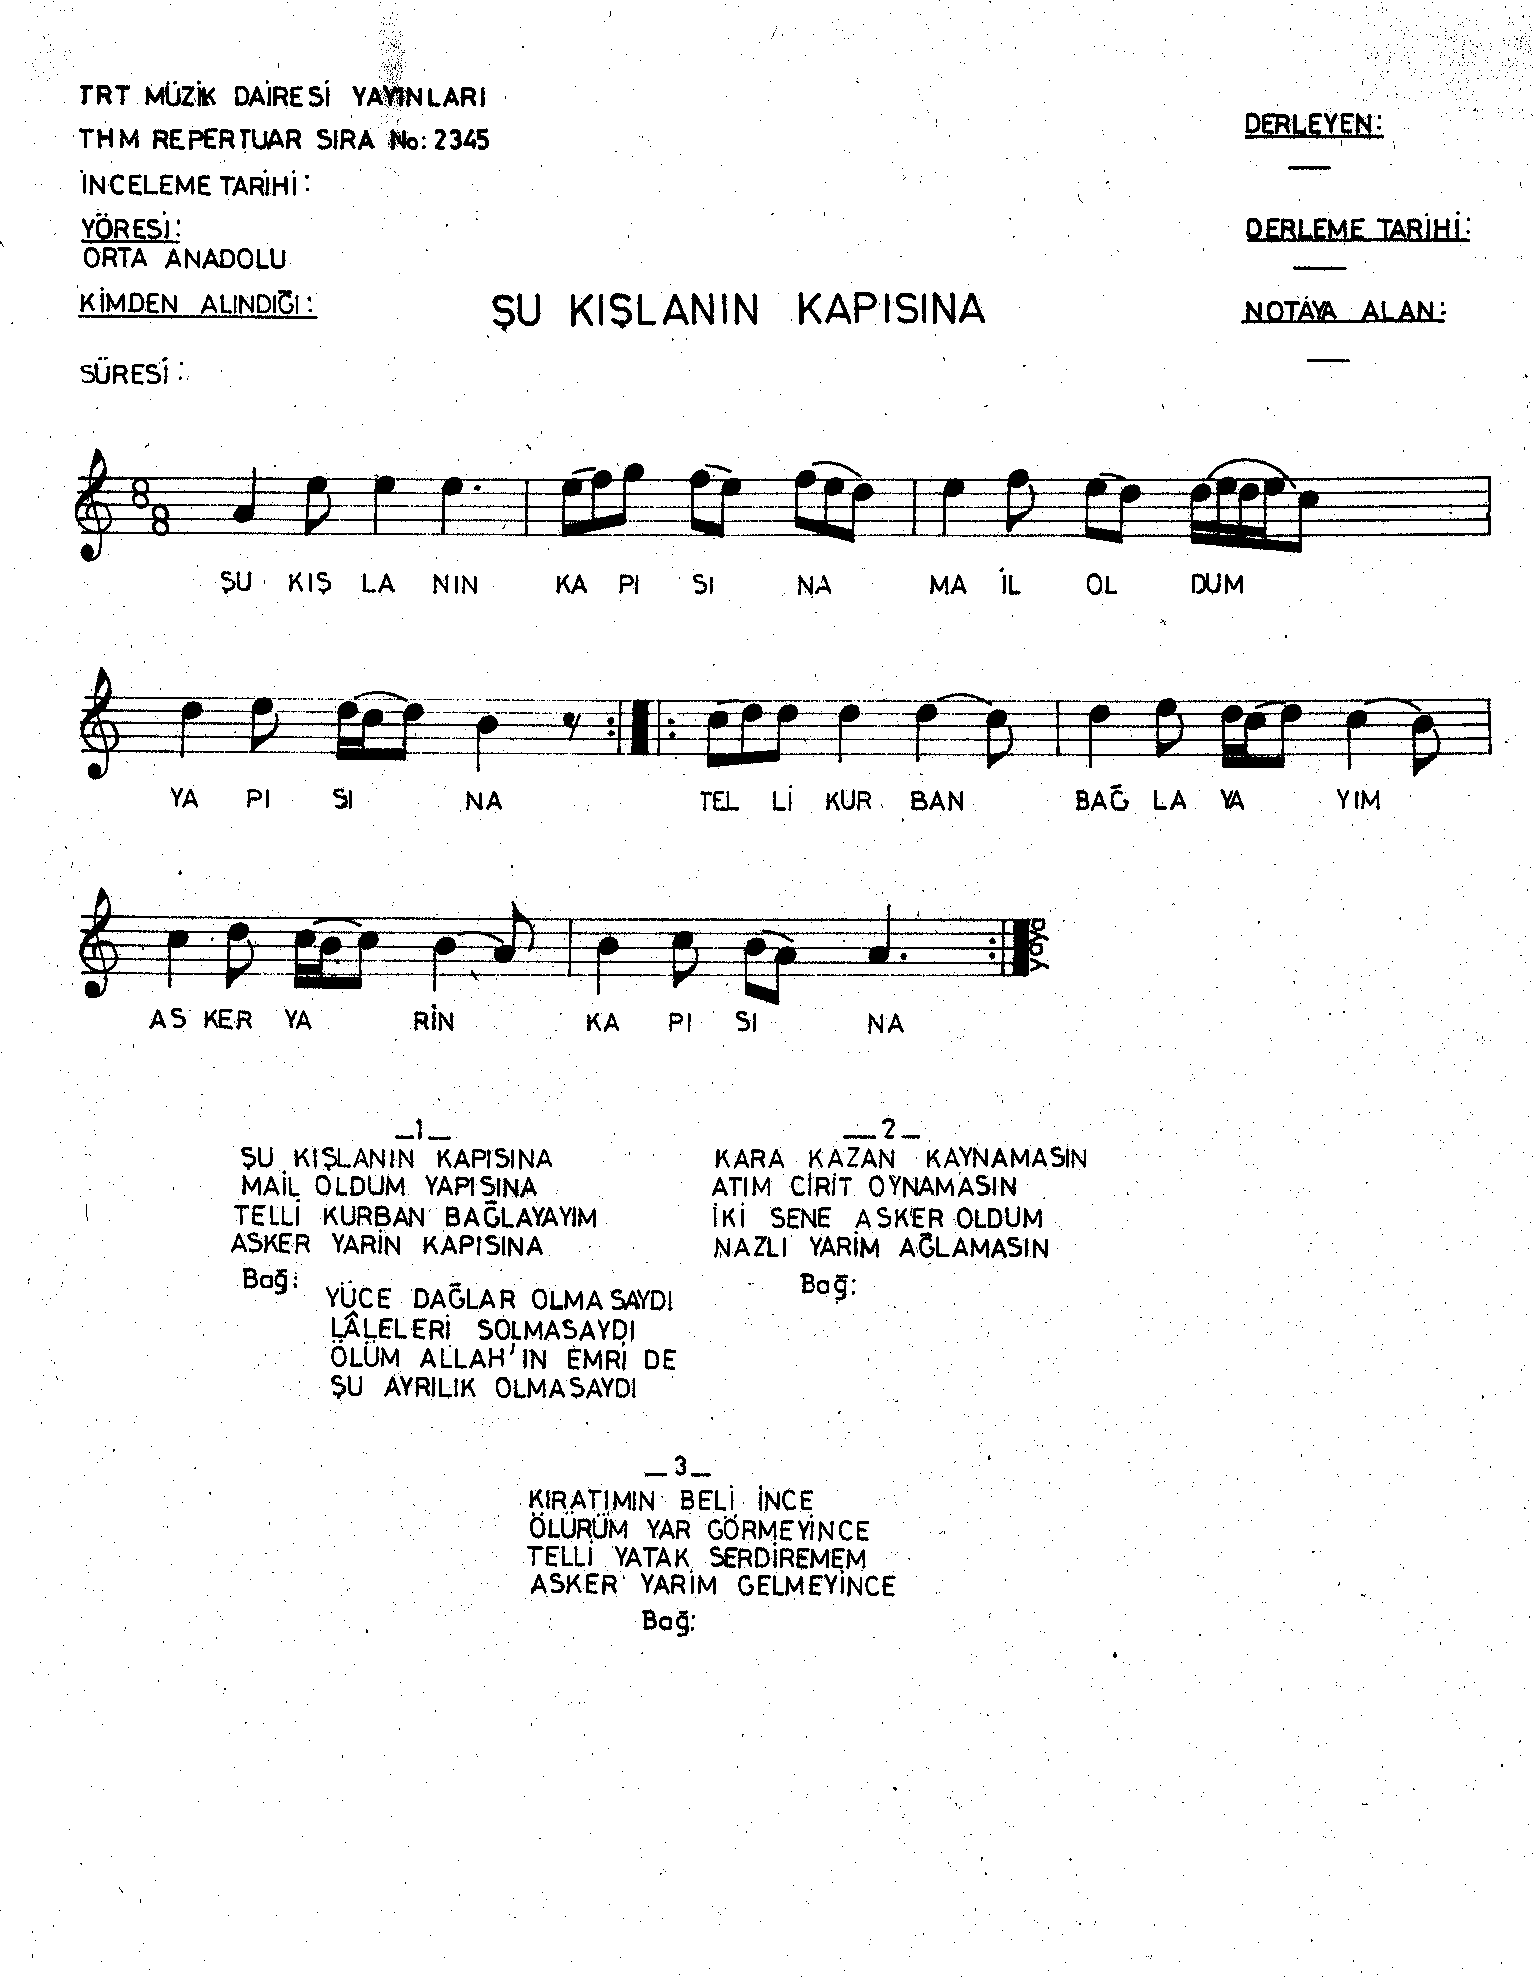 TRT MÜZİK DAİRESİ YAYINLARI
THM REPERTUAR SIRA No: 2345
İNCELEME TARİHİ:
YÖRESİ:
ORTA ANADOLU
KİMDEN ALINDIĞI:
SÜRESİ:
DERLEYEN:
—
DERLEME TARİHİ:
—
NOTAYA ALAN:
—
ŞU KIŞLANIN KAPISINA
8
8
ŞU KIŞ LA NIN KA PI SI NA MA İL OL DUM
YA PI SI NA TEL Lİ KUR BAN BAĞ LA YA YIM
yaya
AS KER YA RİN KA PI SI NA
_1_
ŞU KIŞLANIN KAPISINA
MAİL OLDUM YAPISINA
TELLİ KURBAN BAĞLAYAYIM
ASKER YARİN KAPISINA
Bağ:
YÜCE DAĞLAR OLMASAYDI
LÂLELERİ SOLMASAYDI
ÖLÜM ALLAH'IN EMRİ DE
ŞU AYRILIK OLMASAYDI
_2_
KARA KAZAN KAYNAMASIN
ATIM CİRİT OYNAMASIN
İKİ SENE ASKER OLDUM
NAZLI YARİM AĞLAMASIN
Bağ:
_3_
KIRATIMIN BELİ İNCE
ÖLÜRÜM YAR GÖRMEYİNCE
TELLİ YATAK SERDİREMEM
ASKER YARİM GELMEYİNCE
Bağ: